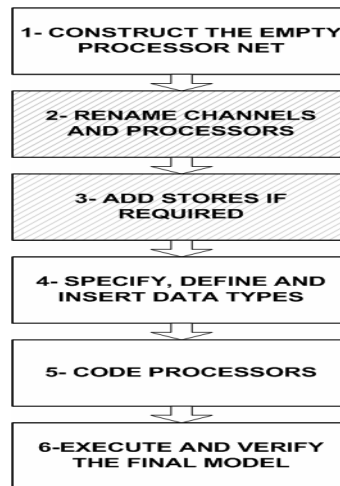 1- CONSTRUCT THE EMPTY
PROCESSOR NET
2- RENAME CHANNELS
AND PROCESSORS
3- ADD STORES IF
REQUIRED
4- SPECIFY, DEFINE AND
INSERT DATA TYPES
5- CODE PROCESSORS
6-EXECUTE AND VERIFY
THE FINAL MODEL